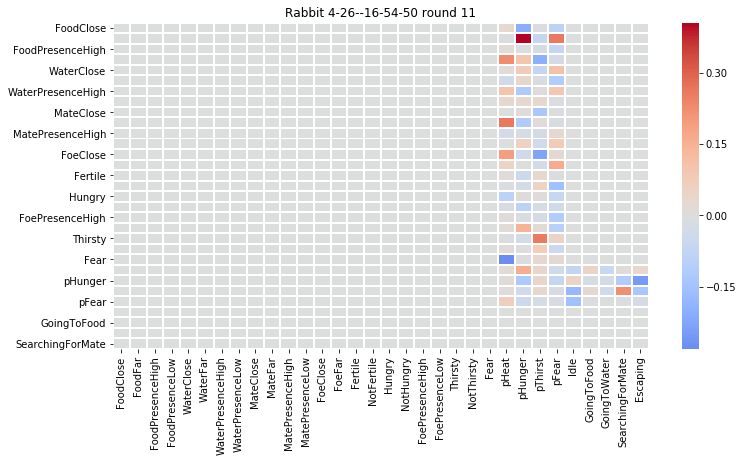 Rabbit 4-26--16-54-50 round 11
FoodClose
FoodPresenceHigh
WaterClose
WaterPresenceHigh
MateClose
MatePresenceHigh
FoeClose
Fertile
Hungry
FoePresenceHigh
Thirsty
Fear
pHunger
pFear
GoingToFood
SearchingForMate
0.30
0.15
0.00
−0.15
FoodClose
FoodFar
FoodPresenceHigh
FoodPresenceLow
WaterClose
WaterFar
WaterPresenceHigh
WaterPresenceLow
MateClose
MateFar
MatePresenceHigh
MatePresenceLow
FoeClose
FoeFar
Fertile
NotFertile
Hungry
NotHungry
FoePresenceHigh
FoePresenceLow
Thirsty
NotThirsty
Fear
pHeat
pHunger
pThirst
pFear
Idle
GoingToFood
GoingToWater
SearchingForMate
Escaping